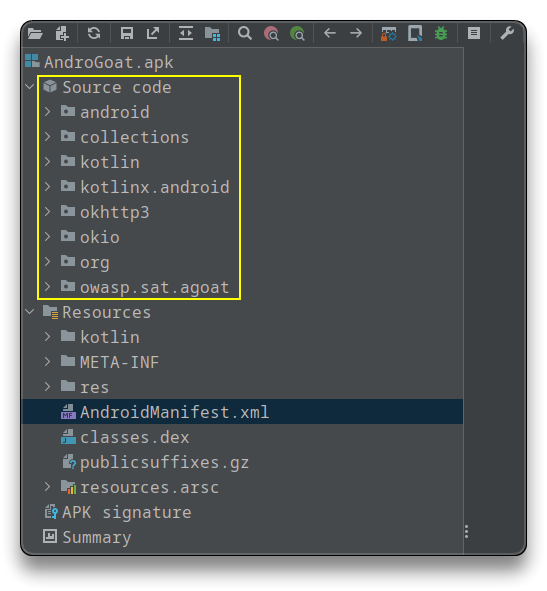 AndroGoat.apk
Source code
android
collections
kotlin
kotlinx.android
okhttp3
okio
org
owasp.sat.agoat
Resources
kotlin
META-INF
res
MF AndroidManifest.xml
classes.dex
publicsuffixes.gz
resources.arsc
APK signature
Summary